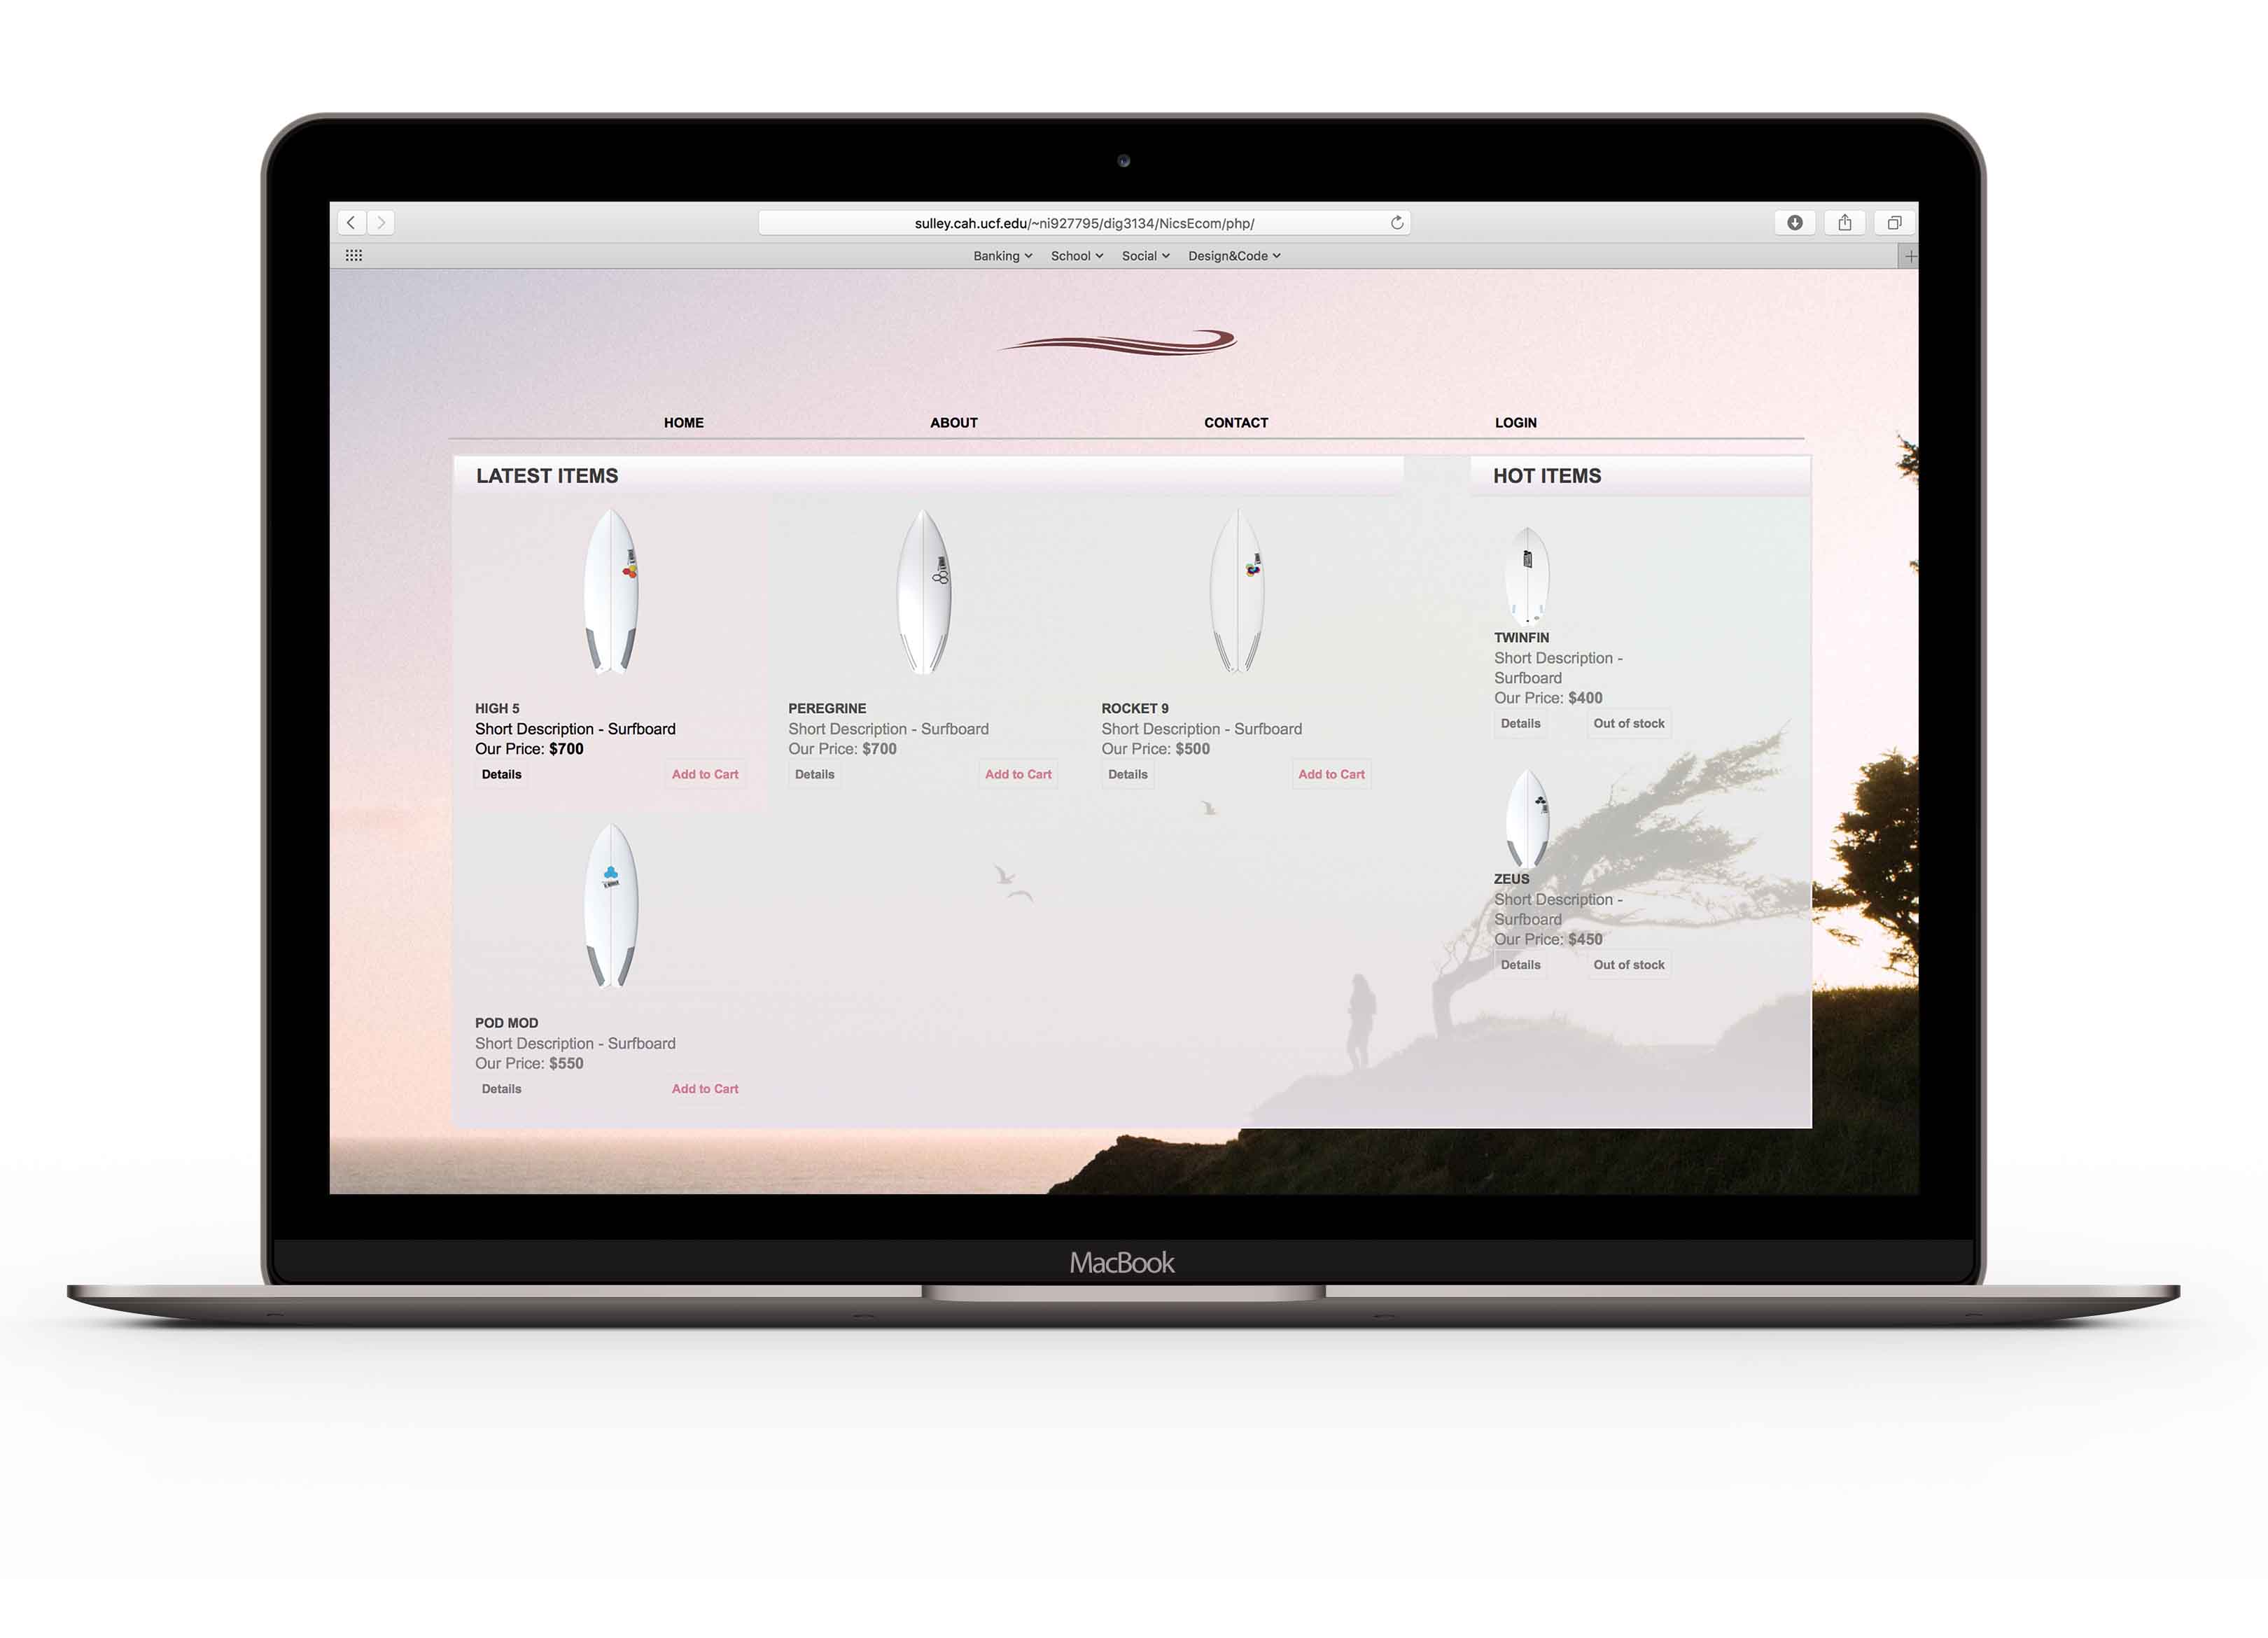 sulley.cah.ucf.edu/~ni927795/dig3134/NicsEcom/php/
Banking School Social Design&Code
HOME ABOUT CONTACT LOGIN
LATEST ITEMS
HIGH 5
Short Description - Surfboard
Our Price: $700
Details Add to Cart
PEREGRINE
Short Description - Surfboard
Our Price: $700
Details Add to Cart
ROCKET 9
Short Description - Surfboard
Our Price: $500
Details Add to Cart
POD MOD
Short Description - Surfboard
Our Price: $550
Details Add to Cart
HOT ITEMS
TWINFIN
Short Description -
Surfboard
Our Price: $400
Details Out of stock
ZEUS
Short Description -
Surfboard
Our Price: $450
Details Out of stock
MacBook